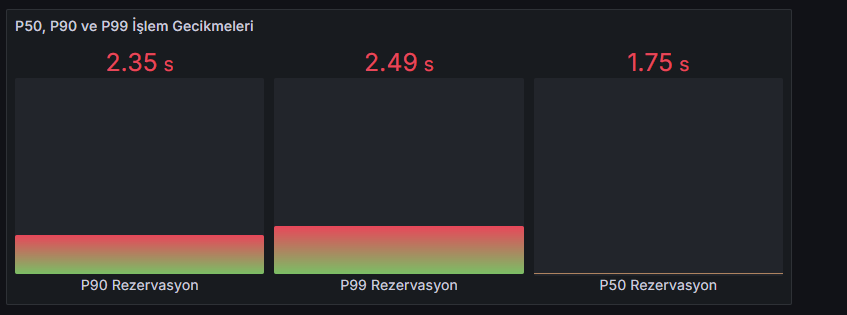 P50, P90 ve P99 İşlem Gecikmeleri
2.35 s
2.49 s
1.75 s
P90 Rezervasyon
P99 Rezervasyon
P50 Rezervasyon